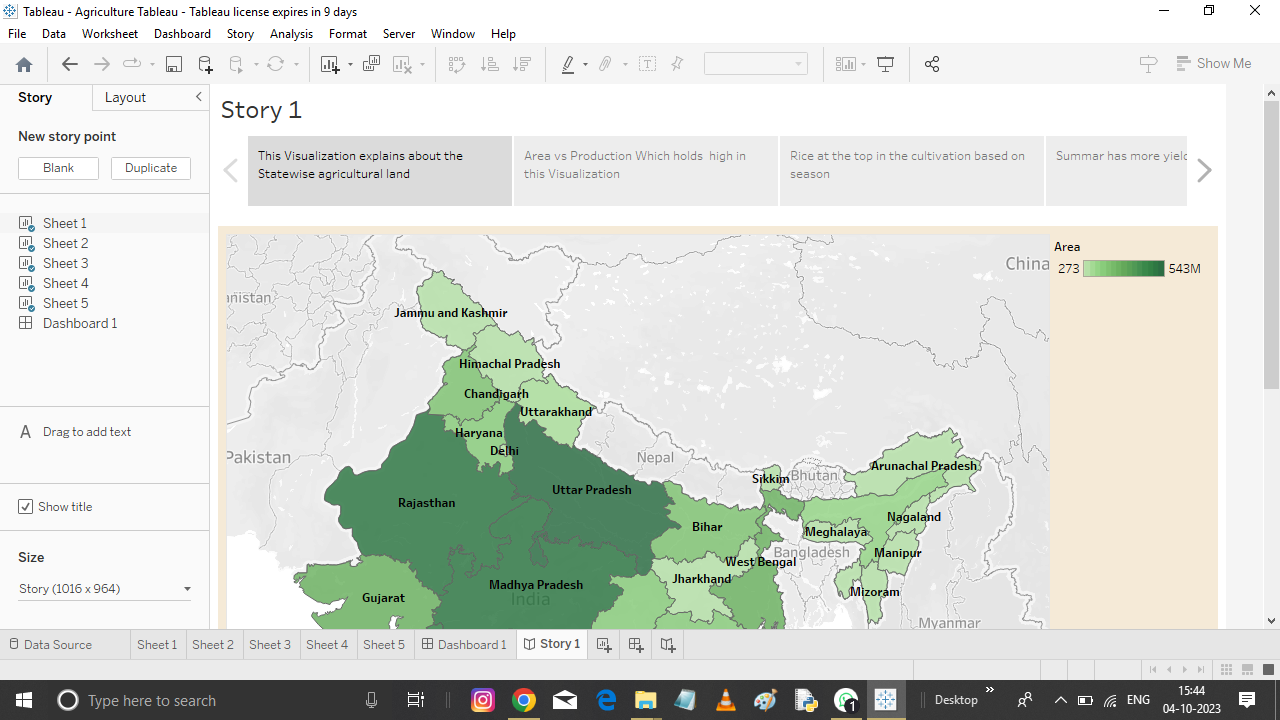 Tableau - Agriculture Tableau - Tableau license expires in 9 days
File Data Worksheet Dashboard Story Analysis Format Server Window Help
Show Me
Story Layout
New story point
Blank Duplicate
Sheet 1
Sheet 2
Sheet 3
Sheet 4
Sheet 5
Dashboard 1
A Drag to add text
Show title
Size
Story (1016 x 964)
Story 1
This Visualization explains about the
Statewise agricultural land
Area vs Production Which holds high in
this Visualization
Rice at the top in the cultivation based on
season
Summar has more yield
Area
273 543M
China
anistan
Jammu and Kashmir
Himachal Pradesh
Chandigarh
Uttarakhand
Haryana
Delhi
Pakistan
Nepal
Bhutan
Arunachal Pradesh
Sikkim
Uttar Pradesh
Rajasthan
Nagaland
Bihar
Meghalaya
Bangladesh
Manipur
West Bengal
Jharkhand
Madhya Pradesh
India
Mizoram
Gujarat
Myanmar
Data Source Sheet 1 Sheet 2 Sheet 3 Sheet 4 Sheet 5 Dashboard 1 Story 1
Type here to search
1
Desktop
ENG
15:44
04-10-2023